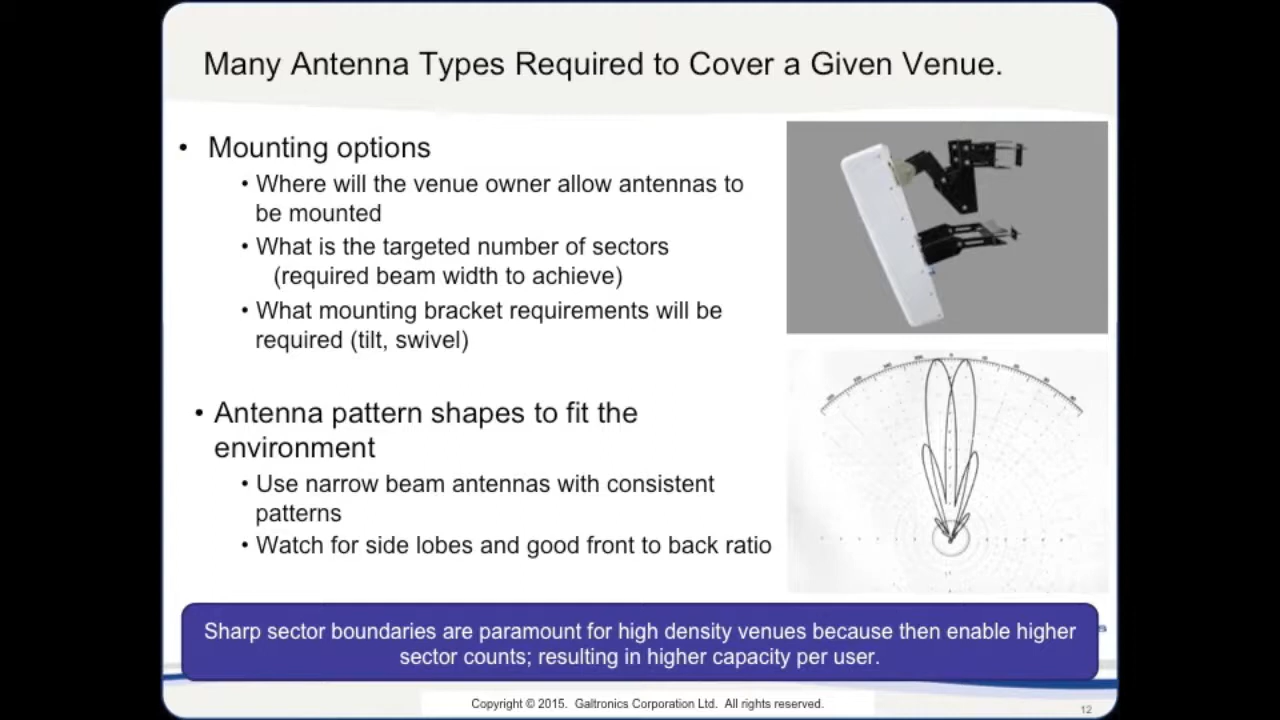 Many Antenna Types Required to Cover a Given Venue.
• Mounting options
• Where will the venue owner allow antennas to
be mounted
• What is the targeted number of sectors
(required beam width to achieve)
• What mounting bracket requirements will be
required (tilt, swivel)
• Antenna pattern shapes to fit the
environment
• Use narrow beam antennas with consistent
patterns
• Watch for side lobes and good front to back ratio
Sharp sector boundaries are paramount for high density venues because then enable higher
sector counts; resulting in higher capacity per user.
Copyright © 2015. Galtronics Corporation Ltd. All rights reserved.
12